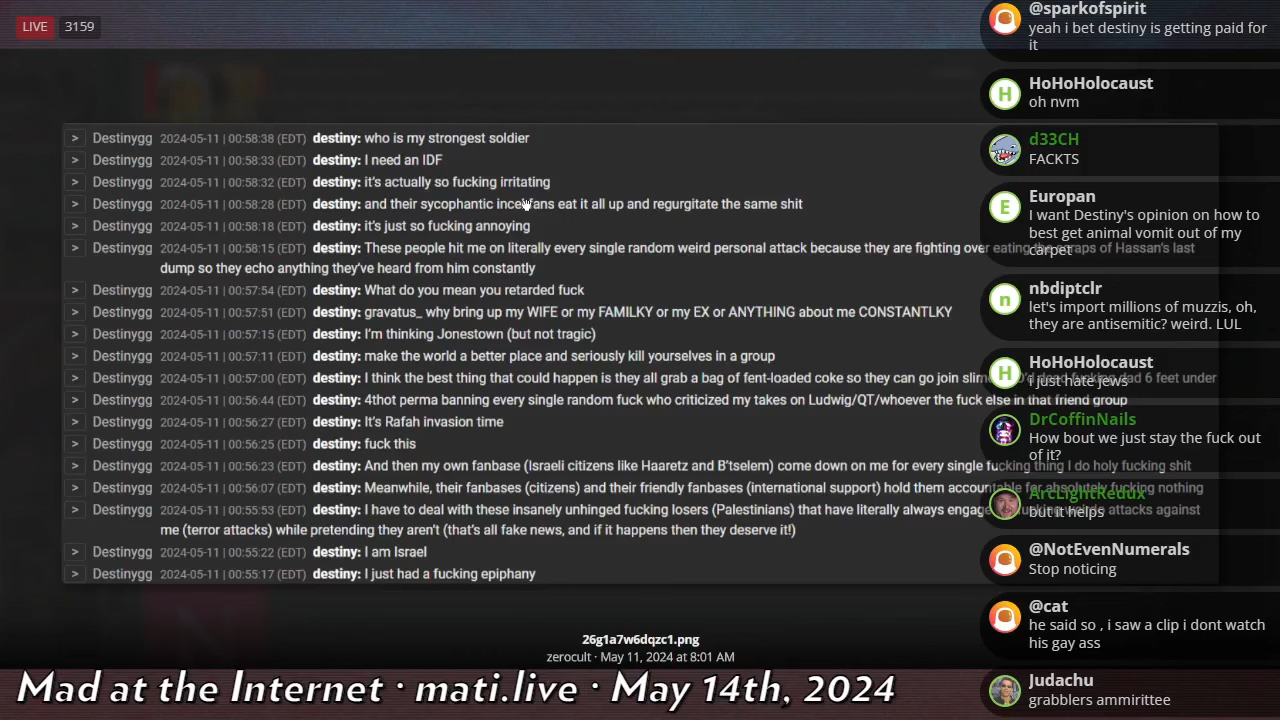 LIVE 3159
> Destinygg 2024-05-11 | 00:58:38 (EDT) destiny: who is my strongest soldier
> Destinygg 2024-05-11 | 00:58:33 (EDT) destiny: I need an IDF
> Destinygg 2024-05-11 | 00:58:32 (EDT) destiny: it's actually so fucking irritating
> Destinygg 2024-05-11 | 00:58:28 (EDT) destiny: and their sycophantic incel fans eat it all up and regurgitate the same shit
> Destinygg 2024-05-11 | 00:58:18 (EDT) destiny: it's just so fucking annoying
> Destinygg 2024-05-11 | 00:58:15 (EDT) destiny: These people hit me on literally every single random weird personal attack because they are fighting over eating the scraps of Hassan's last
dump so they echo anything they've heard from him constantly
> Destinygg 2024-05-11 | 00:57:54 (EDT) destiny: What do you mean you retarded fuck
> Destinygg 2024-05-11 | 00:57:51 (EDT) destiny: gravatus_ why bring up my WIFE or my FAMILKY or my EX or ANYTHING about me CONSTANTLKY
> Destinygg 2024-05-11 | 00:57:15 (EDT) destiny: I'm thinking Jonestown (but not tragic)
> Destinygg 2024-05-11 | 00:57:11 (EDT) destiny: make the world a better place and seriously kill yourselves in a group
> Destinygg 2024-05-11 | 00:57:00 (EDT) destiny: I think the best thing that could happen is they all grab a bag of fent-loaded coke so they can go join dad 6 feet under
> Destinygg 2024-05-11 | 00:56:44 (EDT) destiny: 4thot perma banning every single random fuck who criticized my takes on Ludwig/QT/whoever the fuck else in that friend group
> Destinygg 2024-05-11 | 00:56:27 (EDT) destiny: It's Rafah invasion time
> Destinygg 2024-05-11 | 00:56:25 (EDT) destiny: fuck this
> Destinygg 2024-05-11 | 00:56:23 (EDT) destiny: And then my own fanbase (Israeli citizens like Haaretz and B'tselem) come down on me for every single fucking thing I do holy fucking shit
> Destinygg 2024-05-11 | 00:56:07 (EDT) destiny: Meanwhile, their fanbases (citizens) and their friendly fanbases (international support) hold them accountable for absolutely fucking nothing
> Destinygg 2024-05-11 | 00:55:53 (EDT) destiny: I have to deal with these insanely unhinged fucking losers (Palestinians) that have literally always attacks against
me (terror attacks) while pretending they aren't (that's all fake news, and if it happens then they deserve it!)
> Destinygg 2024-05-11 | 00:55:22 (EDT) destiny: I am Israel
> Destinygg 2024-05-11 | 00:55:17 (EDT) destiny: I just had a fucking epiphany
26g1a7w6dqzc1.png
zerocult · May 11, 2024 at 8:01 AM
Mad at the Internet · mati.live · May 14th, 2024
@sparkofspirit
yeah i bet destiny is getting paid for
it
H
HoHoHolocaust
oh nvm
d33CH
FACKTS
E
Europan
I want Destiny's opinion on how to
best get animal vomit out of my
carpet
n
nbdiptclr
let's import millions of muzzis, oh,
they are antisemitic? weird. LUL
H
HoHoHolocaust
i just hate jews
DrCoffinNails
How bout we just stay the fuck out
of it?
ArcLightRedux
but it helps
@NotEvenNumerals
Stop noticing
@cat
he said so , i saw a clip i dont watch
his gay ass
Judachu
grabblers ammirittee